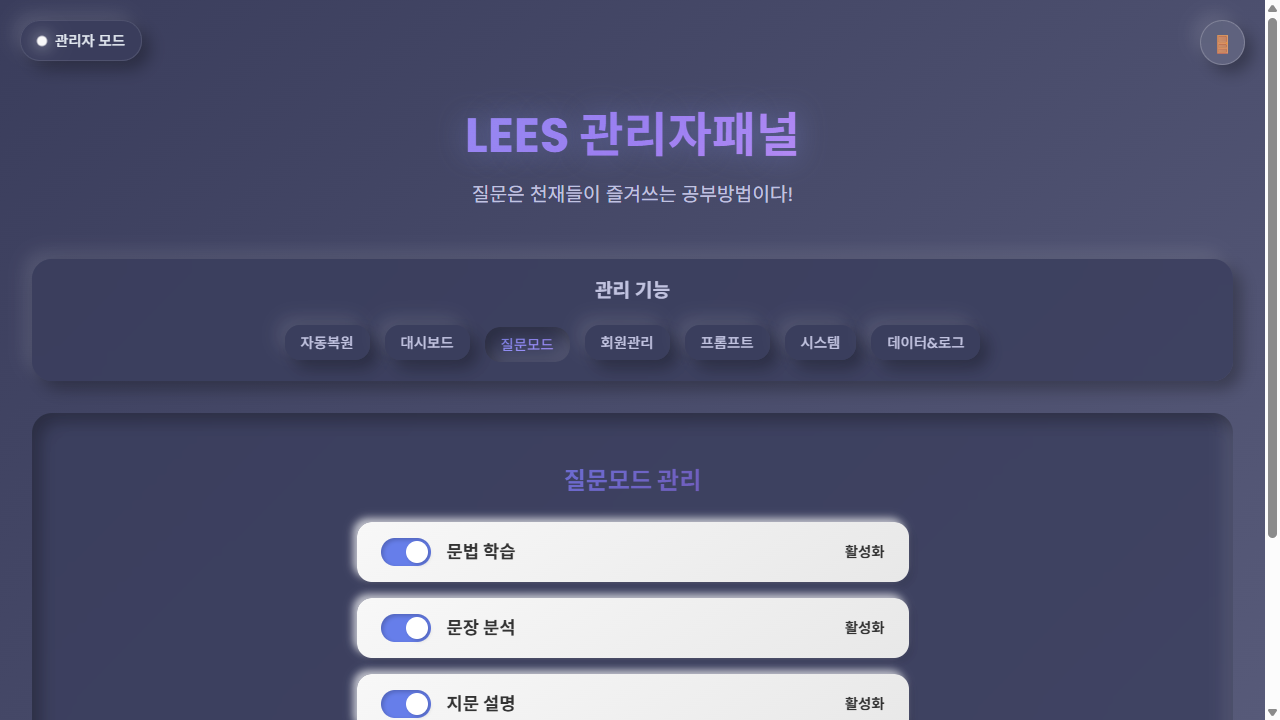 관리자 모드
LEES 관리자패널
질문은 천재들이 즐겨쓰는 공부방법이다!
관리 기능
자동복원 대시보드 질문모드 회원관리 프롬프트 시스템 데이터&로그
질문모드 관리
문법 학습 활성화
문장 분석 활성화
지문 설명 활성화